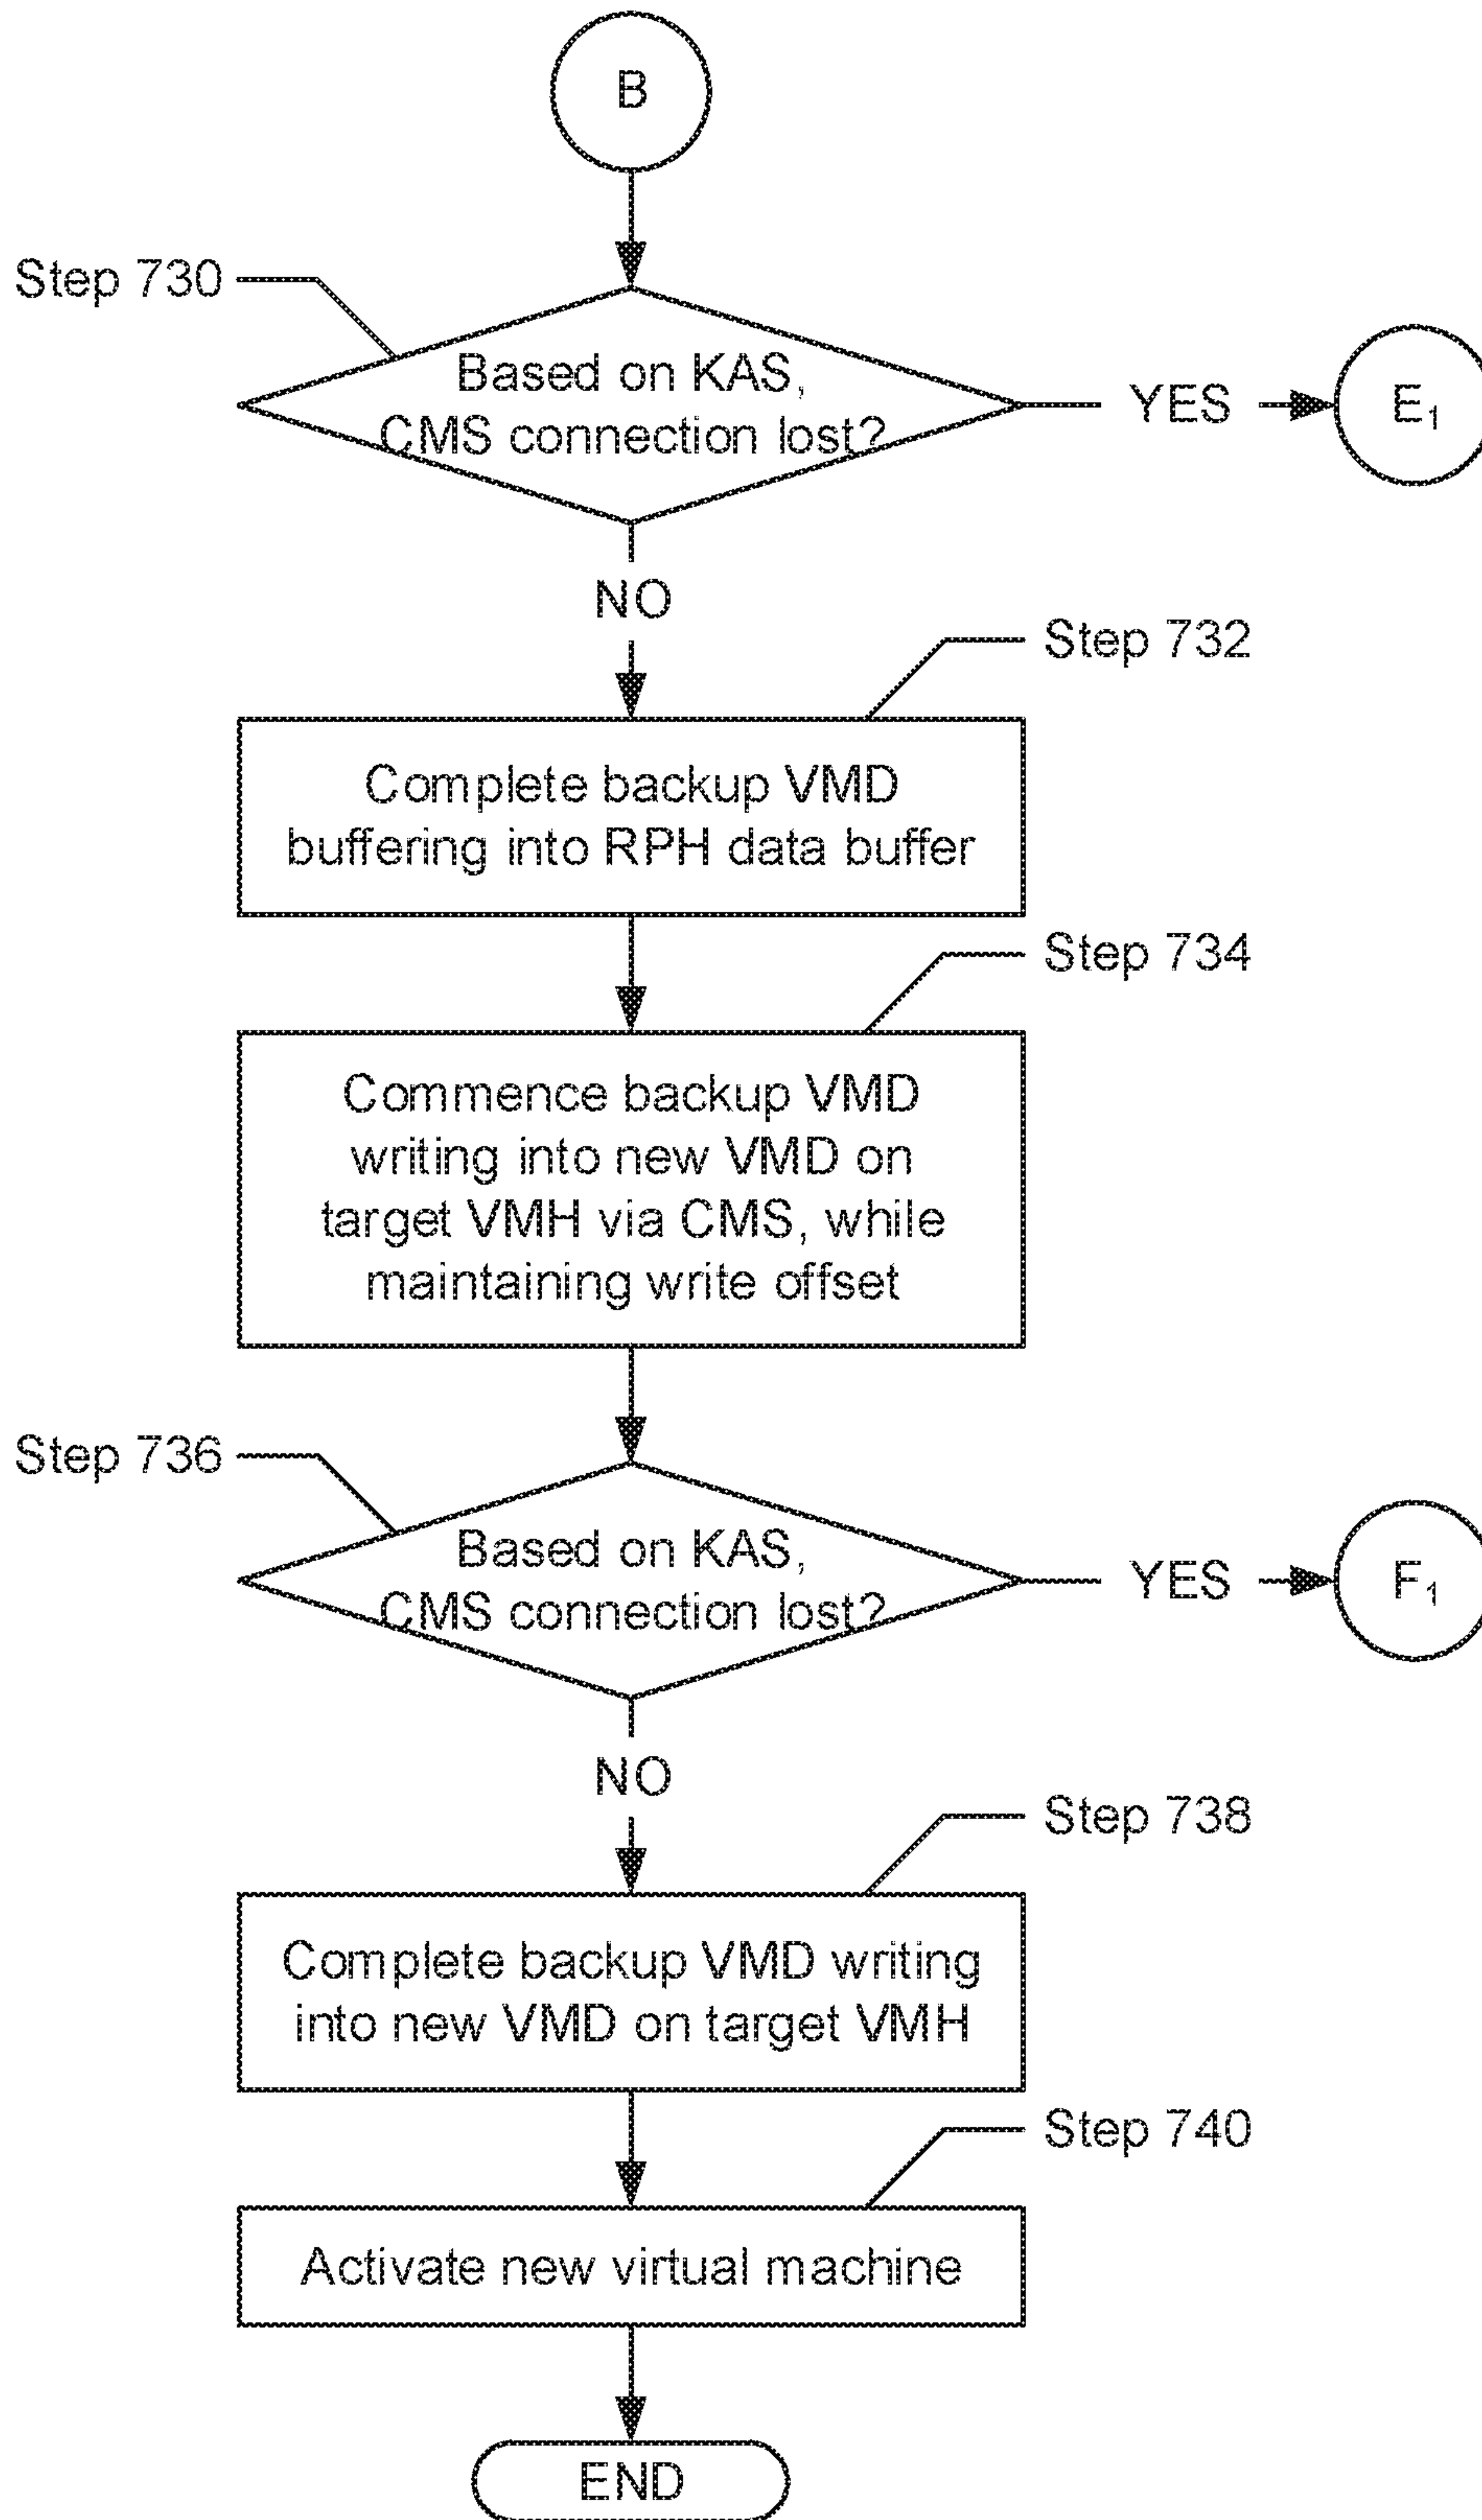 B
Step 730
Based on KAS,
CMS connection lost?
YES
E₁
NO
Step 732
Complete backup VMD
buffering into RPH data buffer
Step 734
Commence backup VMD
writing into new VMD on
target VMH via CMS, while
maintaining write offset
Step 736
Based on KAS,
CMS connection lost?
YES
F₁
NO
Step 738
Complete backup VMD writing
into new VMD on target VMH
Step 740
Activate new virtual machine
END